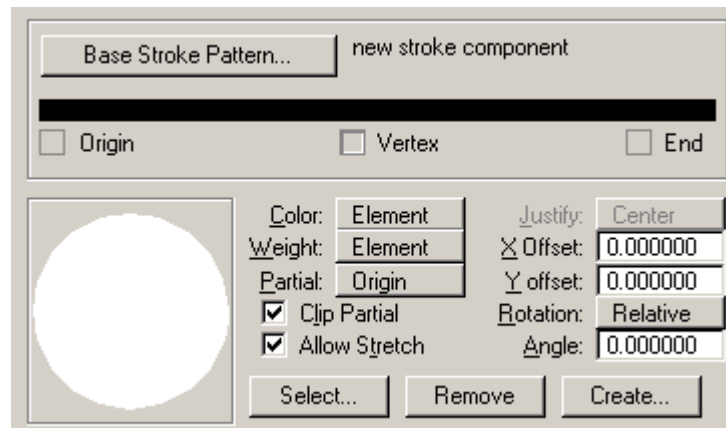 Base Stroke Pattern... new stroke component
Origin Vertex End
Color: Element Justify: Center
Weight: Element X Offset: 0.000000
Partial: Origin Y offset: 0.000000
Clip Partial Rotation: Relative
Allow Stretch Angle: 0.000000
Select... Remove Create...